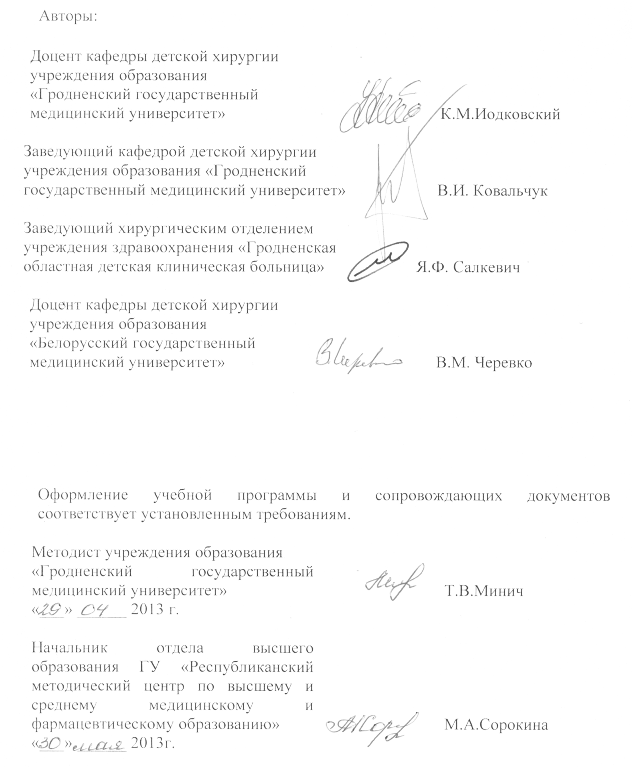 Авторы:
Доцент кафедры детской хирургии
учреждения образования
«Гродненский государственный
медицинский университет» К.М.Иодковский
Заведующий кафедрой детской хирургии
учреждения образования «Гродненский
государственный медицинский университет» В.И. Ковальчук
Заведующий хирургическим отделением
учреждения здравоохранения «Гродненская
областная детская клиническая больница» Я.Ф. Салкевич
Доцент кафедры детской хирургии
учреждения образования
«Белорусский государственный
медицинский университет» В.М. Черевко
Оформление учебной программы и сопровождающих документов
соответствует установленным требованиям.
Методист учреждения образования
«Гродненский государственный
медицинский университет» Т.В.Минич
«29» 04 2013 г.
Начальник отдела высшего
образования ГУ «Республиканский
методический центр по высшему и
среднему медицинскому и
фармацевтическому образованию» М.А.Сорокина
«30» мая 2013г.